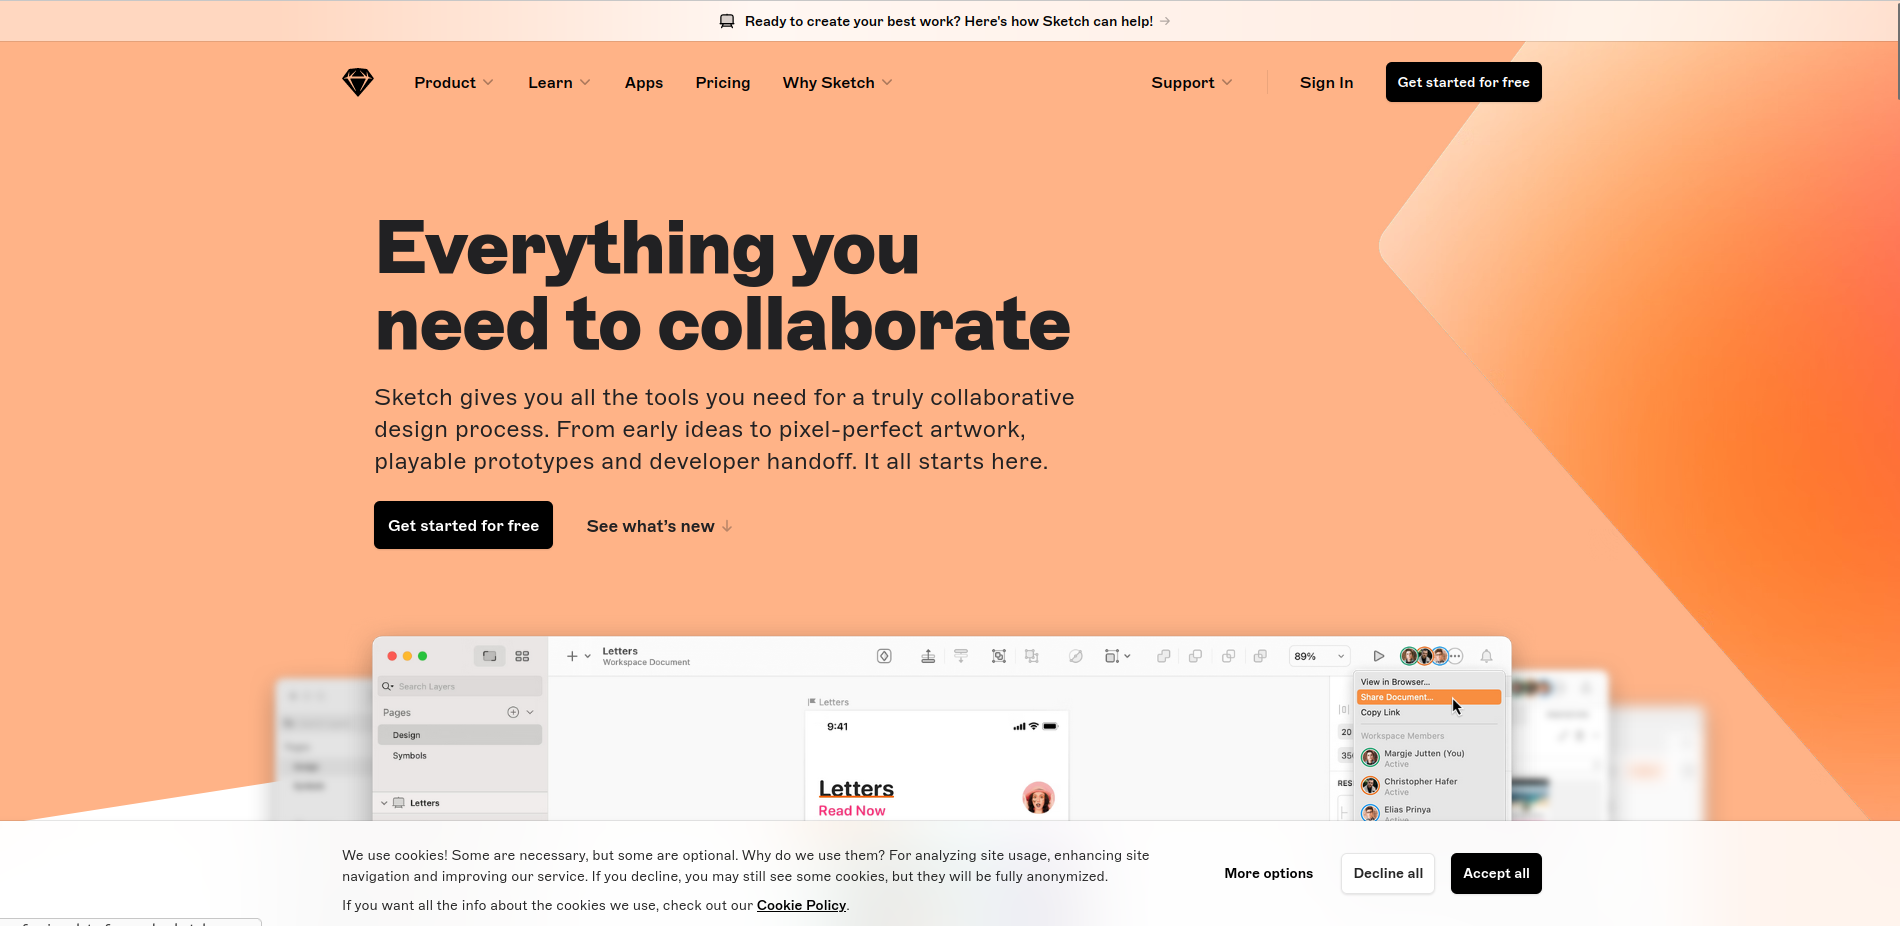 Ready to create your best work? Here's how Sketch can help! →
Product
Learn
Apps
Pricing
Why Sketch
Support
Sign In
Get started for free
Everything you
need to collaborate
Sketch gives you all the tools you need for a truly collaborative
design process. From early ideas to pixel-perfect artwork,
playable prototypes and developer handoff. It all starts here.
Get started for free
See what’s new ↓
Letters
Workspace Document
89%
Search Layers
Pages
Design
Symbols
Letters
Letters
9:41
Letters
Read Now
View in Browser...
Share Document...
Copy Link
Workspace Members
Margje Jutten (You)
Active
Christopher Hafer
Active
Elias Prinya
Active
20
RES
We use cookies! Some are necessary, but some are optional. Why do we use them? For analyzing site usage, enhancing site
navigation and improving our service. If you decline, you may still see some cookies, but they will be fully anonymized.
If you want all the info about the cookies we use, check out our Cookie Policy.
More options
Decline all
Accept all